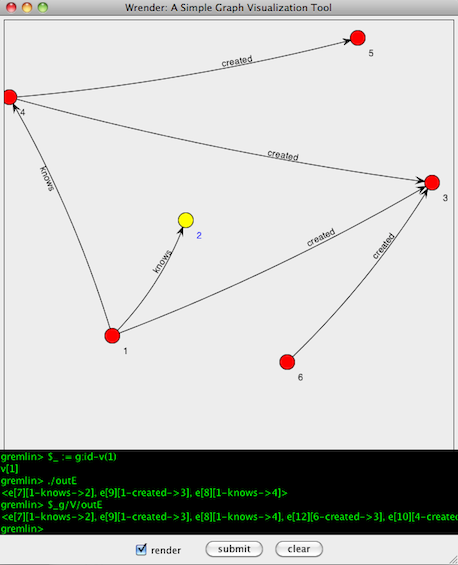 Wrender: A Simple Graph Visualization Tool
5
created
4
created
knows
3
2
created
created
knows
1
6
gremlin> $_ := g:id-v(1)
v[1]
gremlin> ./outE
<e[7][1-knows->2], e[9][1-created->3], e[8][1-knows->4]>
gremlin> $_g/V/outE
<e[7][1-knows->2], e[9][1-created->3], e[8][1-knows->4], e[12][6-created->3], e[10][4-create
gremlin>
render submit clear